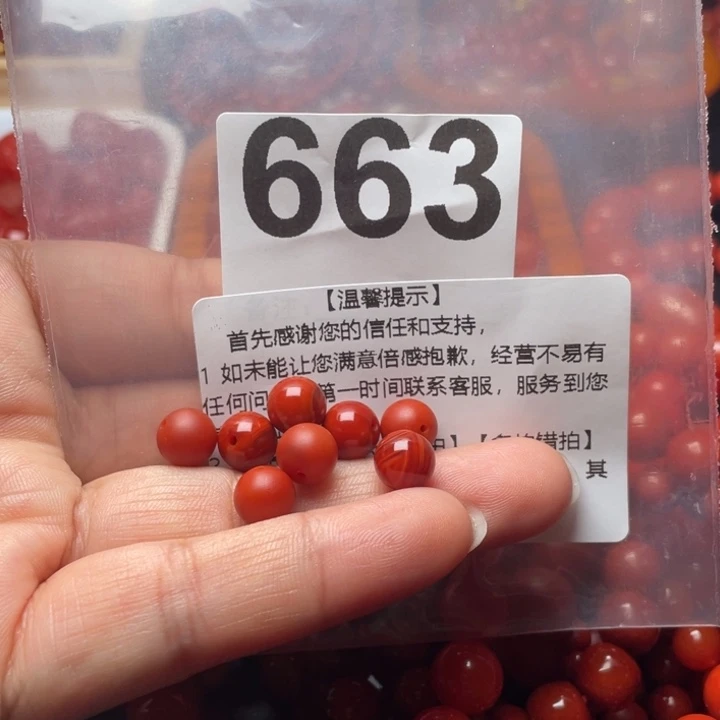 663
【温馨提示】
首先感谢您的信任和支持，
1 如未能让您满意倍感抱歉，经营不易有
任何问 第一时间联系客服，服务到您
】【 错拍】
其